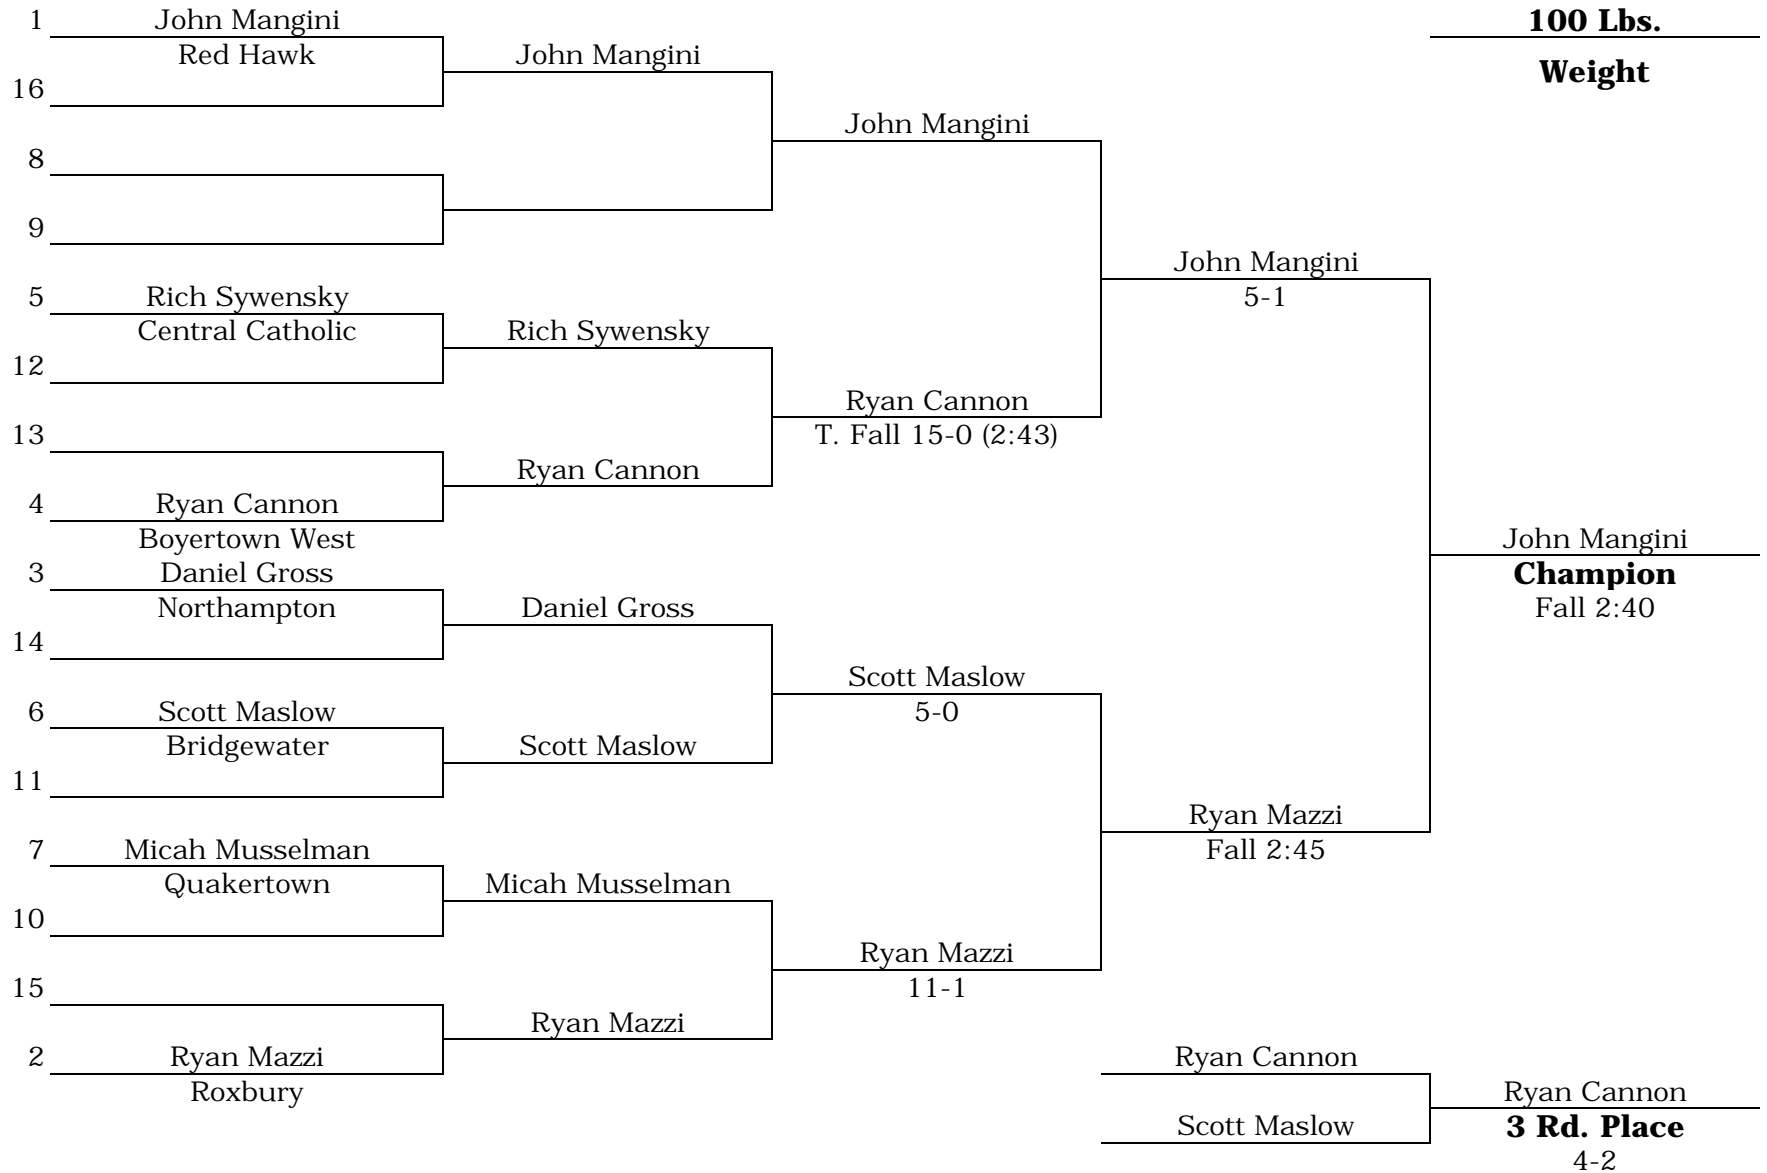 1 John Mangini
Red Hawk
16
John Mangini
8
9
John Mangini
5 Rich Sywensky
Central Catholic
12
Rich Sywensky
13
4 Ryan Cannon
Boyertown West
Ryan Cannon
Ryan Cannon
T. Fall 15-0 (2:43)
John Mangini
5-1
3 Daniel Gross
Northampton
14
Daniel Gross
6 Scott Maslow
Bridgewater
11
Scott Maslow
Scott Maslow
5-0
7 Micah Musselman
Quakertown
10
Micah Musselman
15
2 Ryan Mazzi
Roxbury
Ryan Mazzi
Ryan Mazzi
11-1
Ryan Mazzi
Fall 2:45
100 Lbs.
Weight
John Mangini
Champion
Fall 2:40
Ryan Cannon
Scott Maslow
Ryan Cannon
3 Rd. Place
4-2